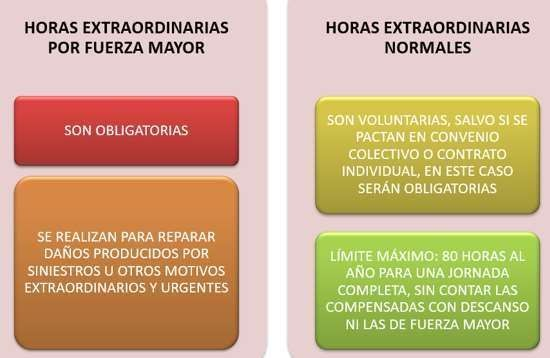 HORAS EXTRAORDINARIAS
POR FUERZA MAYOR
SON OBLIGATORIAS
SE REALIZAN PARA REPARAR
DAÑOS PRODUCIDOS POR
SINIESTROS U OTROS MOTIVOS
EXTRAORDINARIOS Y URGENTES
HORAS EXTRAORDINARIAS
NORMALES
SON VOLUNTARIAS, SALVO SI SE
PACTAN EN CONVENIO
COLECTIVO O CONTRATO
INDIVIDUAL, EN ESTE CASO
SERÁN OBLIGATORIAS
LÍMITE MÁXIMO: 80 HORAS AL
AÑO PARA UNA JORNADA
COMPLETA, SIN CONTAR LAS
COMPENSADAS CON DESCANSO
NI LAS DE FUERZA MAYOR